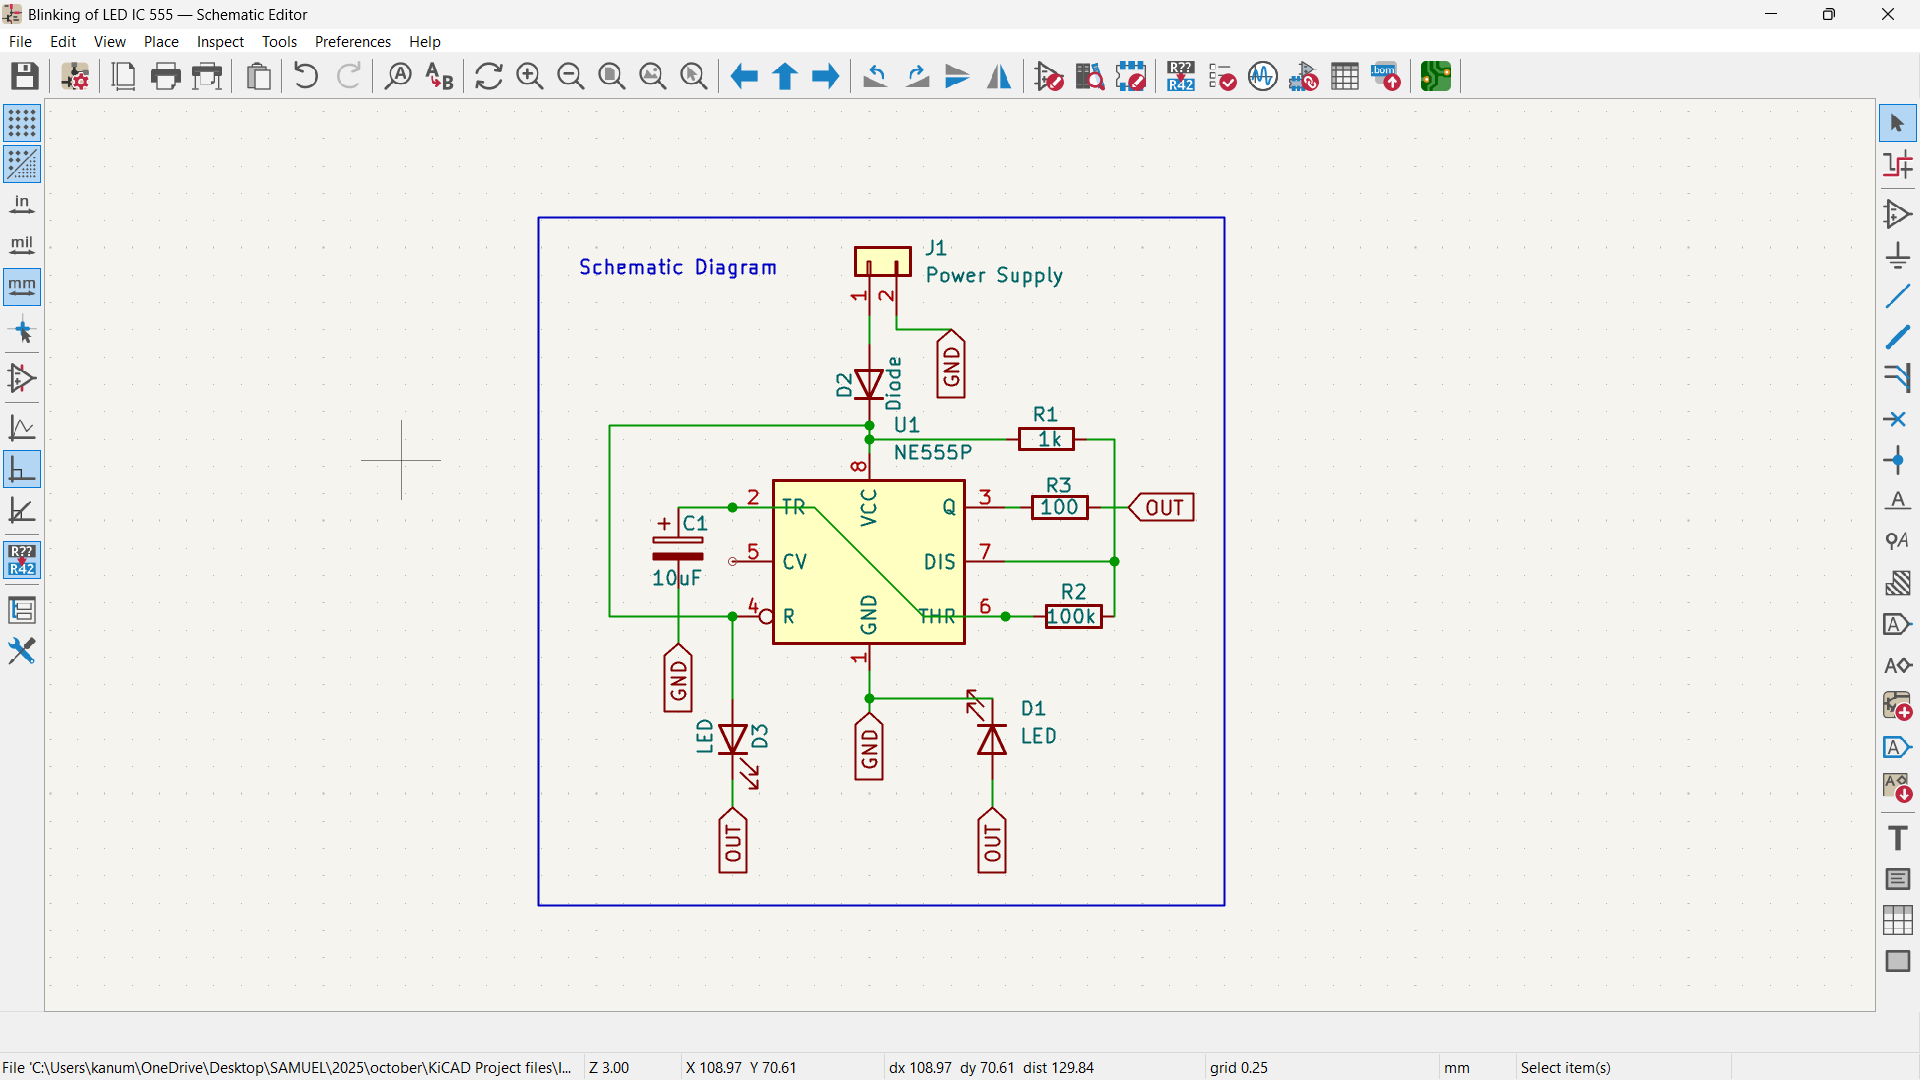 Blinking of LED IC 555 — Schematic Editor
File Edit View Place Inspect Tools Preferences Help
A
A B
R??
R42
.bom
in
mil
mm
R??
R42
A
A
A
A
A
A
T
Schematic Diagram
J1
Power Supply
1 2
GND
D2 Diode
U1
NE555P
R1
1k
8
2 TR VCC Q 3
R3
100
OUT
+ C1
10uF
5 CV DIS 7
4 R GND THR 6
R2
100k
1
GND
GND
LED D3
D1
LED
OUT
OUT
File 'C:\Users\kanum\OneDrive\Desktop\SAMUEL\2025\october\KiCAD Project files\I... Z 3.00 X 108.97 Y 70.61 dx 108.97 dy 70.61 dist 129.84 grid 0.25 mm Select item(s)